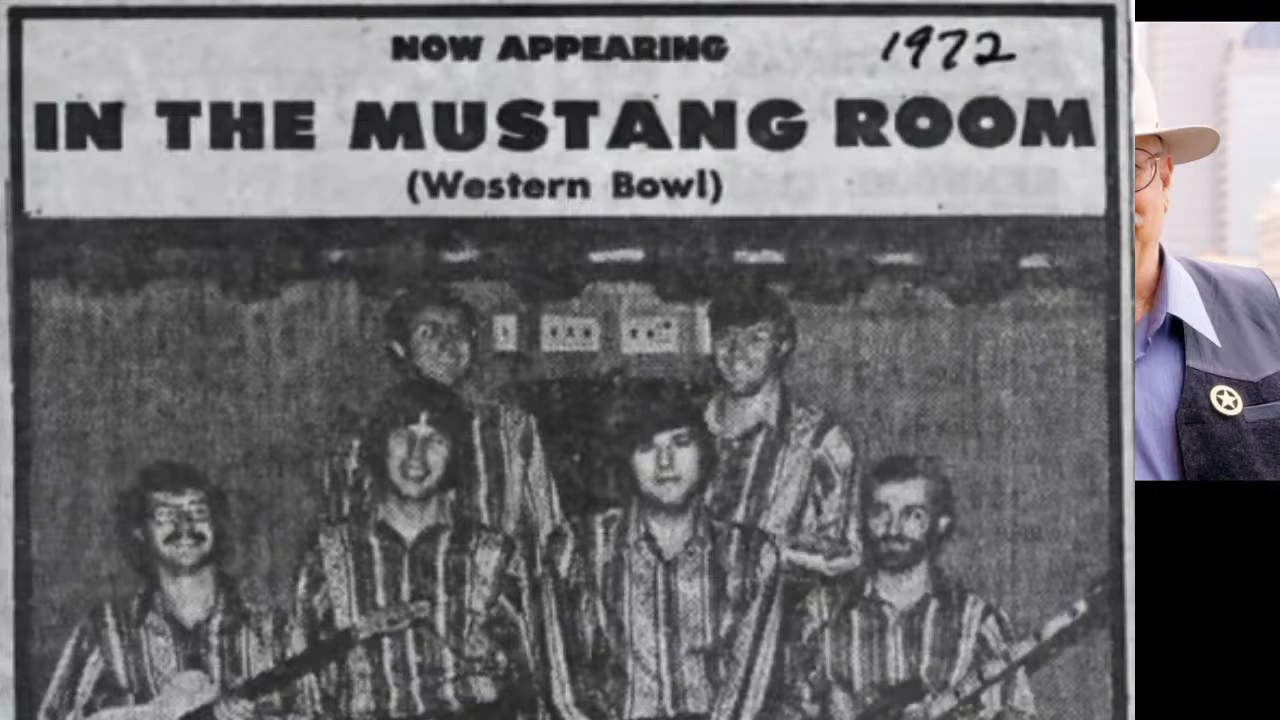 NOW APPEARING 1972
IN THE MUSTANG ROOM
(Western Bowl)